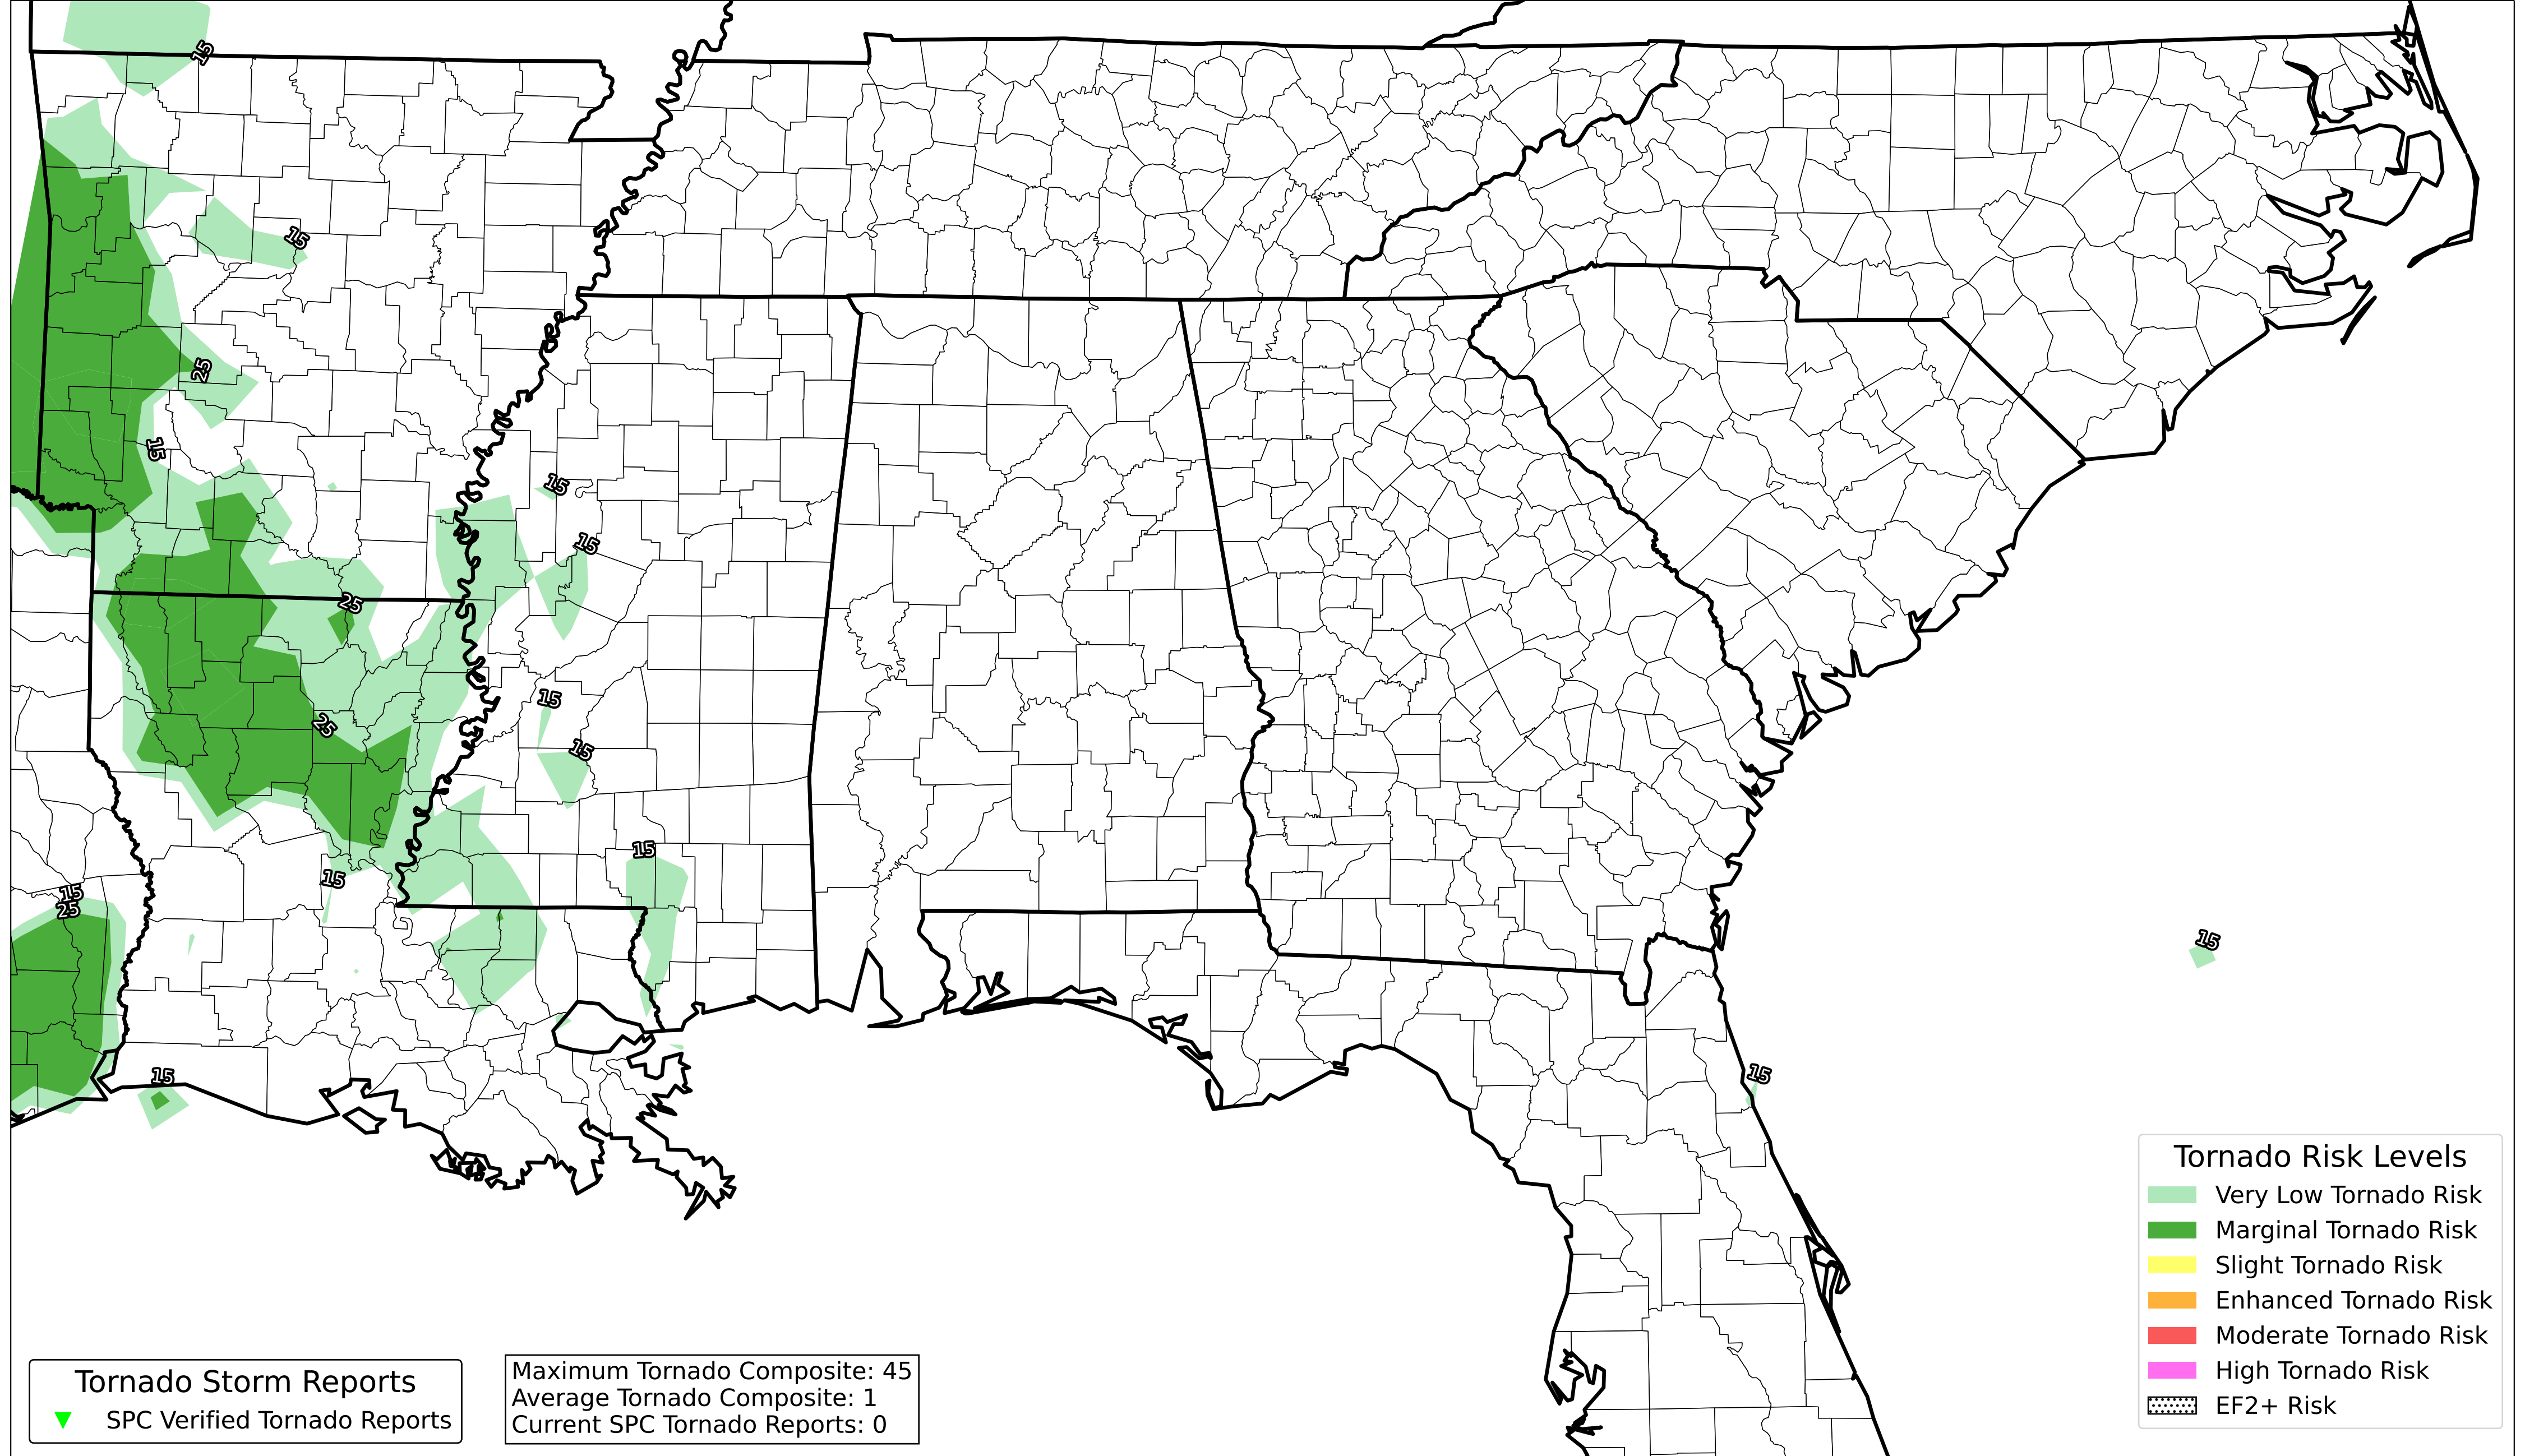 15
15
25
15
15
15
25
15
25
15
15
15
15
25
15
15
15
Tornado Risk Levels
Very Low Tornado Risk
Marginal Tornado Risk
Slight Tornado Risk
Enhanced Tornado Risk
Moderate Tornado Risk
High Tornado Risk
EF2+ Risk
Tornado Storm Reports
SPC Verified Tornado Reports
Maximum Tornado Composite: 45
Average Tornado Composite: 1
Current SPC Tornado Reports: 0